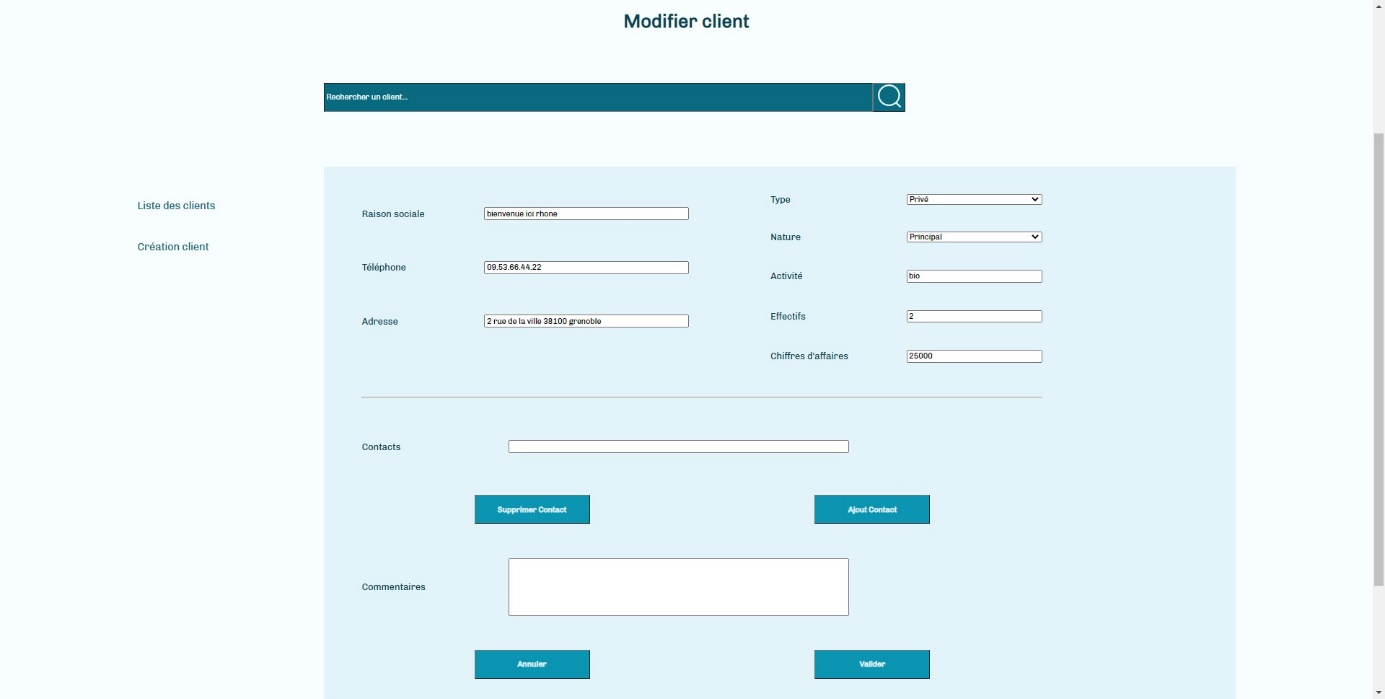 Modifier client
Rechercher un client...
Liste des clients
Création client
Raison sociale
bienvenue ici rhone
Téléphone
09.53.66.44.22
Adresse
2 rue de la ville 38100 grenoble
Type
Privé
Nature
Principal
Activité
bio
Effectifs
2
Chiffres d'affaires
25000
Contacts
Supprimer Contact
Ajout Contact
Commentaires
Annuler
Valider